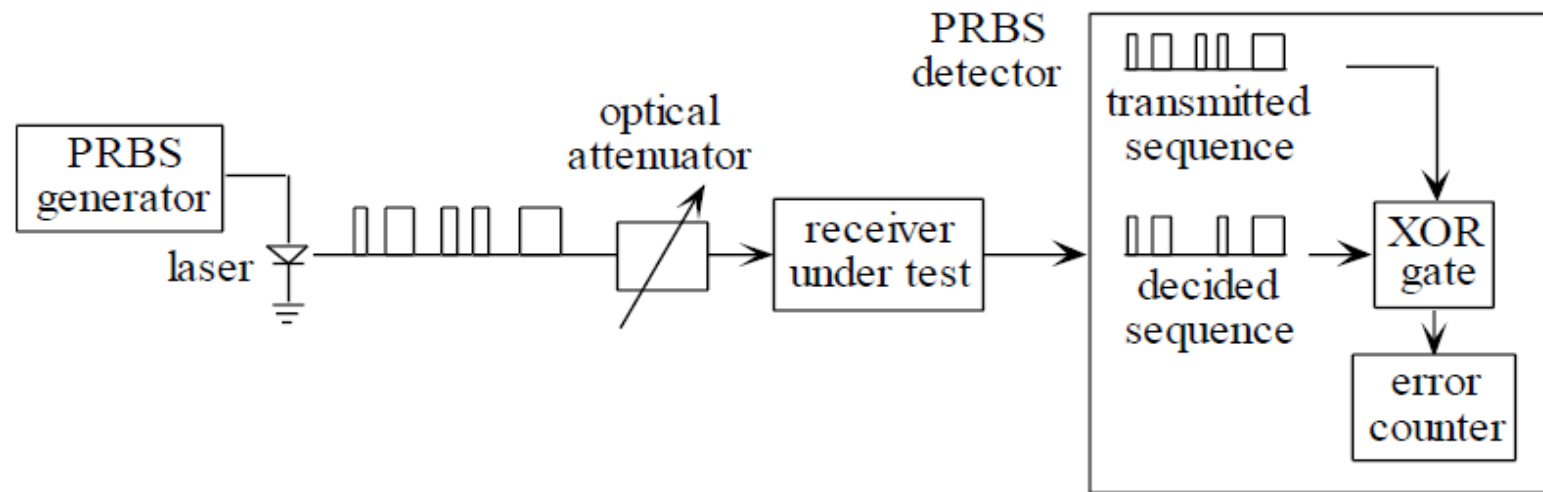 PRBS
generator
laser
optical
attenuator
receiver
under test
PRBS
detector
transmitted
sequence
decided
sequence
XOR
gate
error
counter